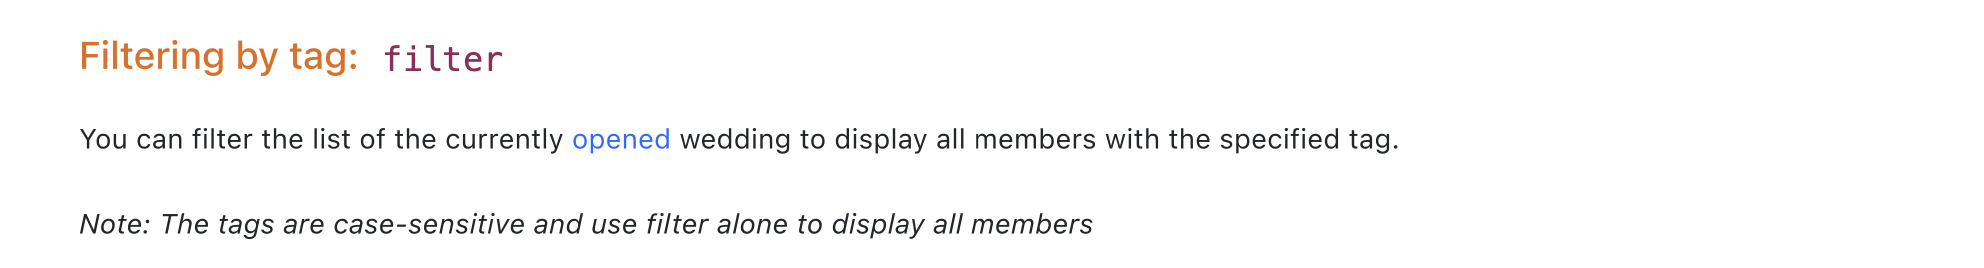 Filtering by tag: filter
You can filter the list of the currently opened wedding to display all members with the specified tag.
Note: The tags are case-sensitive and use filter alone to display all members